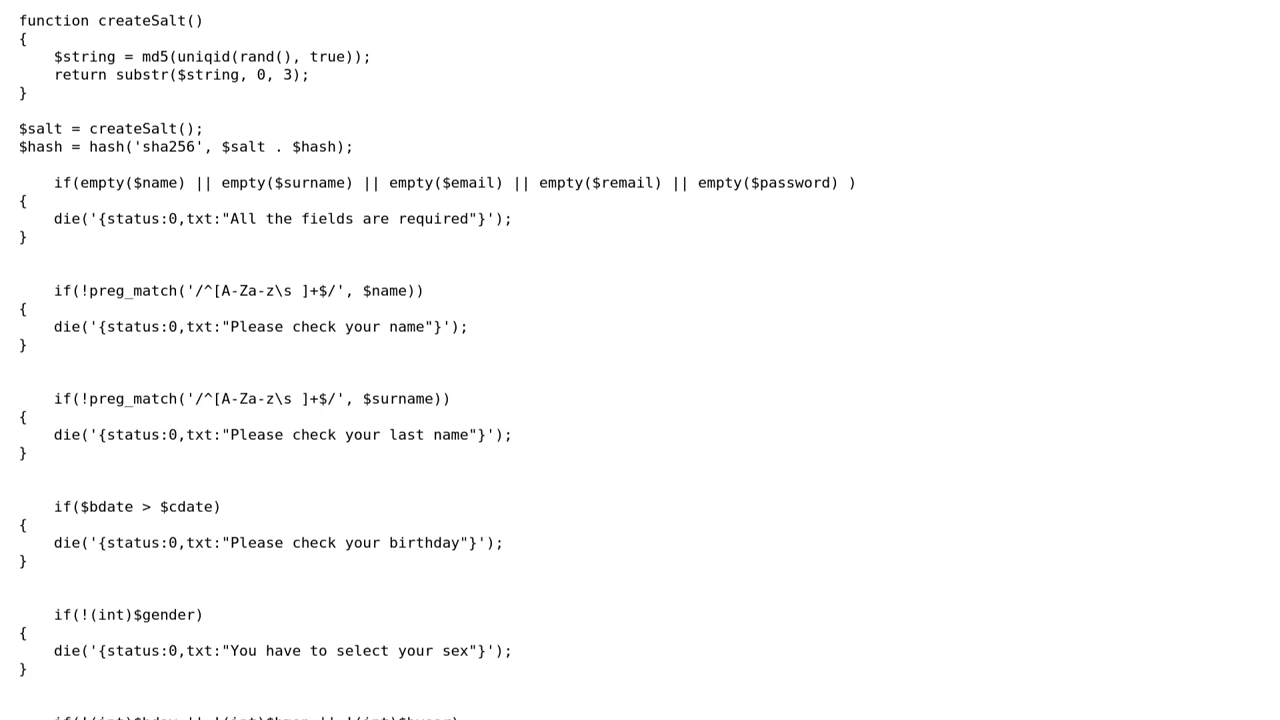 function createSalt()
{
    $string = md5(uniqid(rand(), true));
    return substr($string, 0, 3);
}
$salt = createSalt();
$hash = hash('sha256', $salt . $hash);
    if(empty($name) || empty($surname) || empty($email) || empty($remail) || empty($password) )
{
    die('{status:0,txt:"All the fields are required"}');
}
    if(!preg_match('/^[A-Za-z\s ]+$/', $name))
{
    die('{status:0,txt:"Please check your name"}');
}
    if(!preg_match('/^[A-Za-z\s ]+$/', $surname))
{
    die('{status:0,txt:"Please check your last name"}');
}
    if($bdate > $cdate)
{
    die('{status:0,txt:"Please check your birthday"}');
}
    if(!(int)$gender)
{
    die('{status:0,txt:"You have to select your sex"}');
}